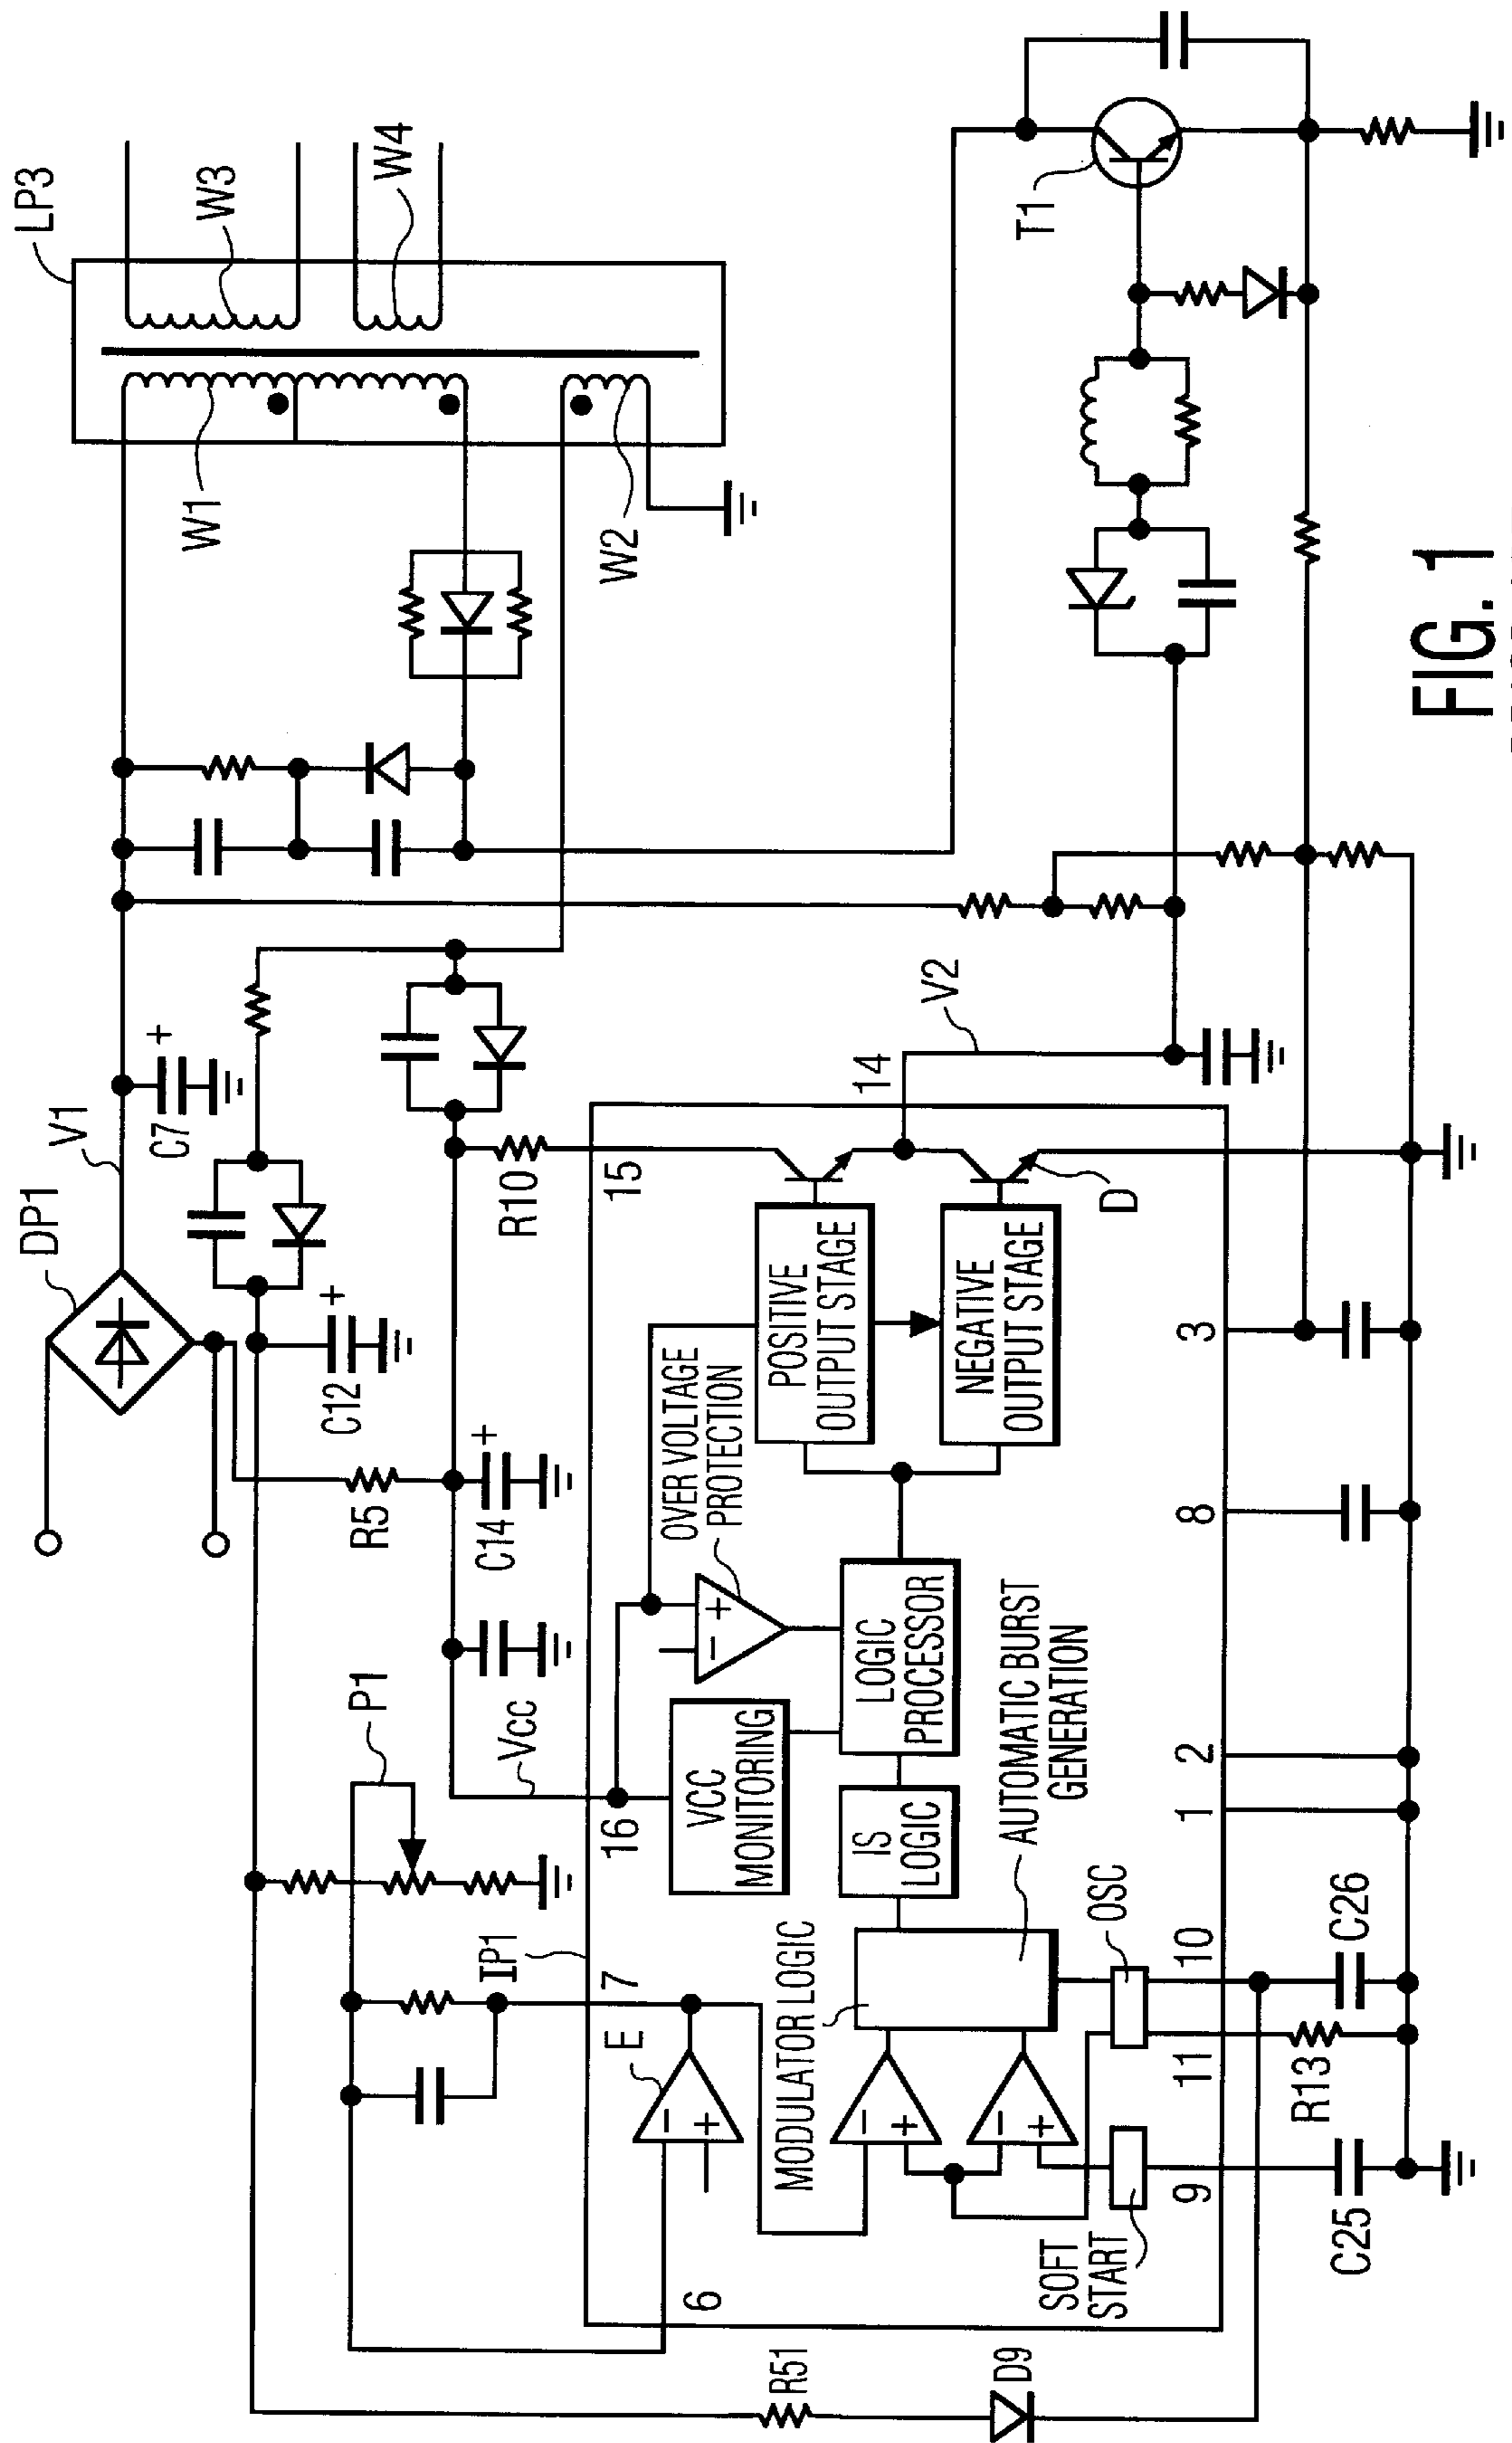 LP3
W3
W4
W1
W2
DP1
V1
C7
+
C12
+
R5
C14
+
R10
P1
Vcc
IP1
T1
V2
14
15
16
7
6
E
D
OVER VOLTAGE
PROTECTION
+
−
VCC
MONITORING
POSITIVE
OUTPUT STAGE
NEGATIVE
OUTPUT STAGE
LOGIC
PROCESSOR
IS
LOGIC
MODULATOR LOGIC
AUTOMATIC BURST
GENERATION
−
+
−
+
−
+
OSC
SOFT
START
9
11
10
1
2
8
3
R51
D9
C25
R13
C26
FIG. 1